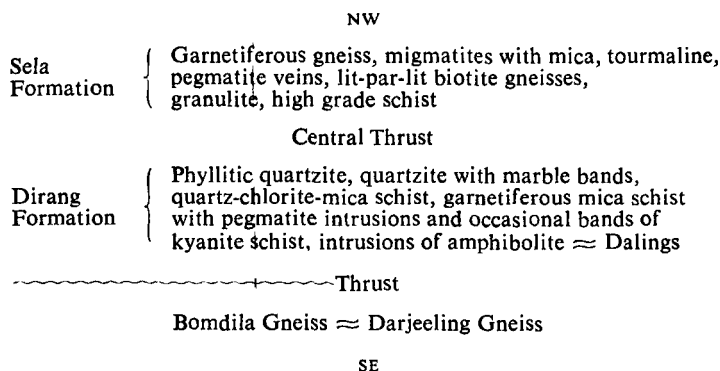 NW
Sela Formation
Garnetiferous gneiss, migmatites with mica, tourmaline,
pegmatite veins, lit-par-lit biotite gneisses,
granulite, high grade schist
Central Thrust
Dirang Formation
Phyllitic quartzite, quartzite with marble bands,
quartz-chlorite-mica schist, garnetiferous mica schist
with pegmatite intrusions and occasional bands of
kyanite schist, intrusions of amphibolite ≈ Dalings
Thrust
Bomdila Gneiss ≈ Darjeeling Gneiss
SE